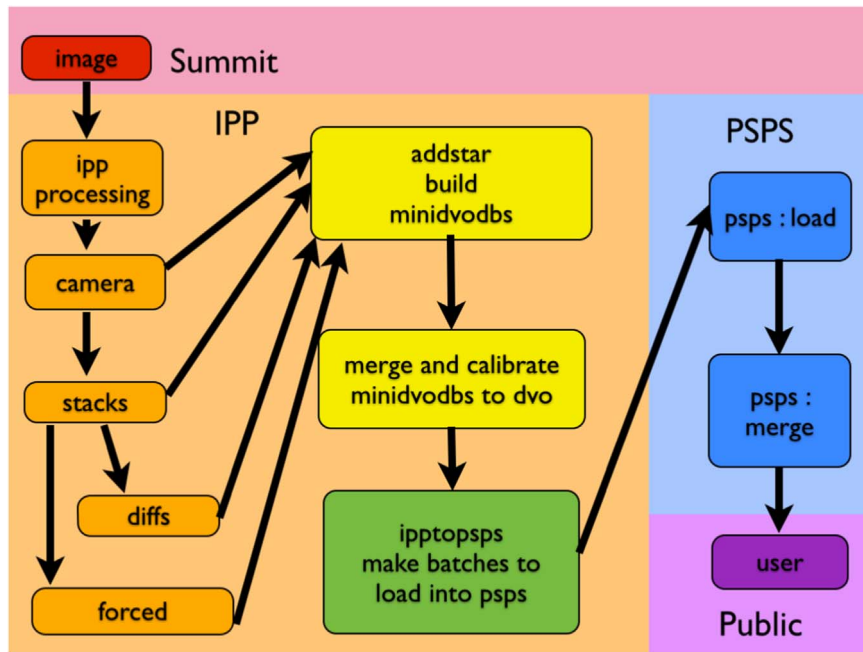 image
Summit
IPP
ipp
processing
camera
stacks
diffs
forced
addstar
build
minidvodbs
merge and calibrate
minidvodbs to dvo
ipptopsps
make batches to
load into psps
PSPS
psps : load
psps :
merge
user
Public